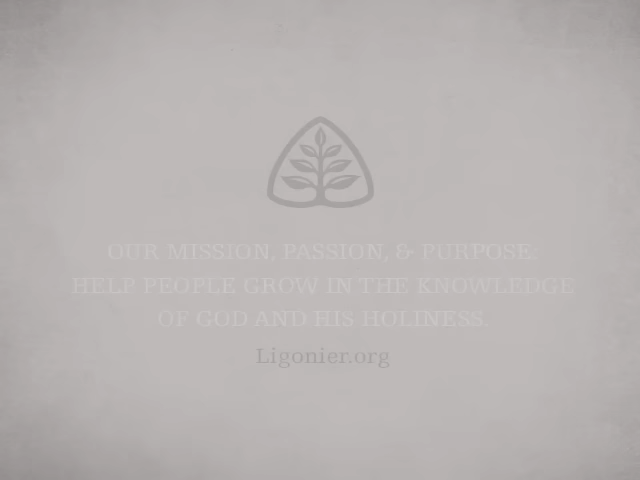 OUR MISSION, PASSION, & PURPOSE:
HELP PEOPLE GROW IN THE KNOWLEDGE
OF GOD AND HIS HOLINESS.
Ligonier.org